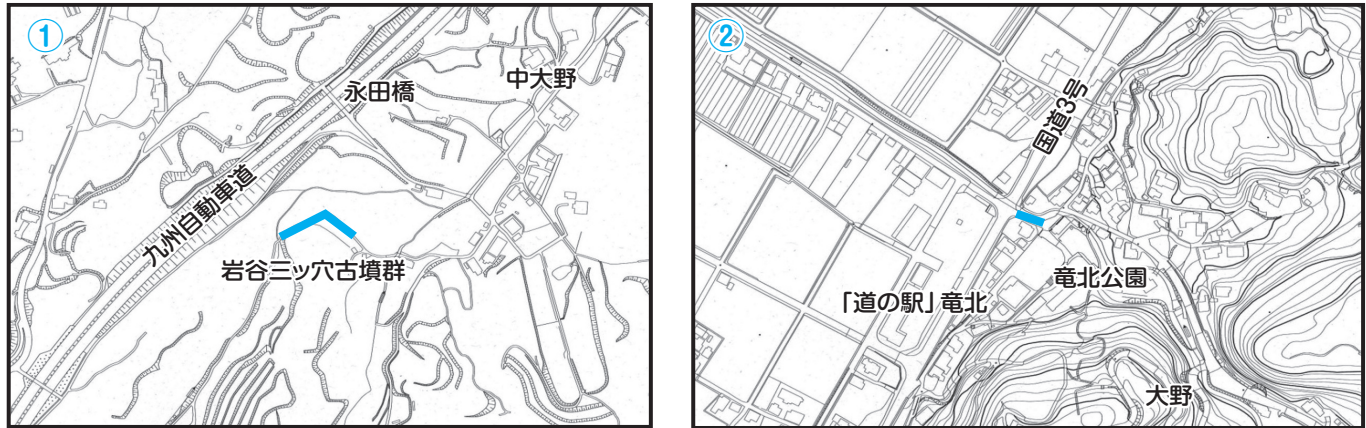 ①
中大野
永田橋
九州自動車道
岩谷三ッ穴古墳群
②
国道3号
竜北公園
「道の駅」竜北
大野